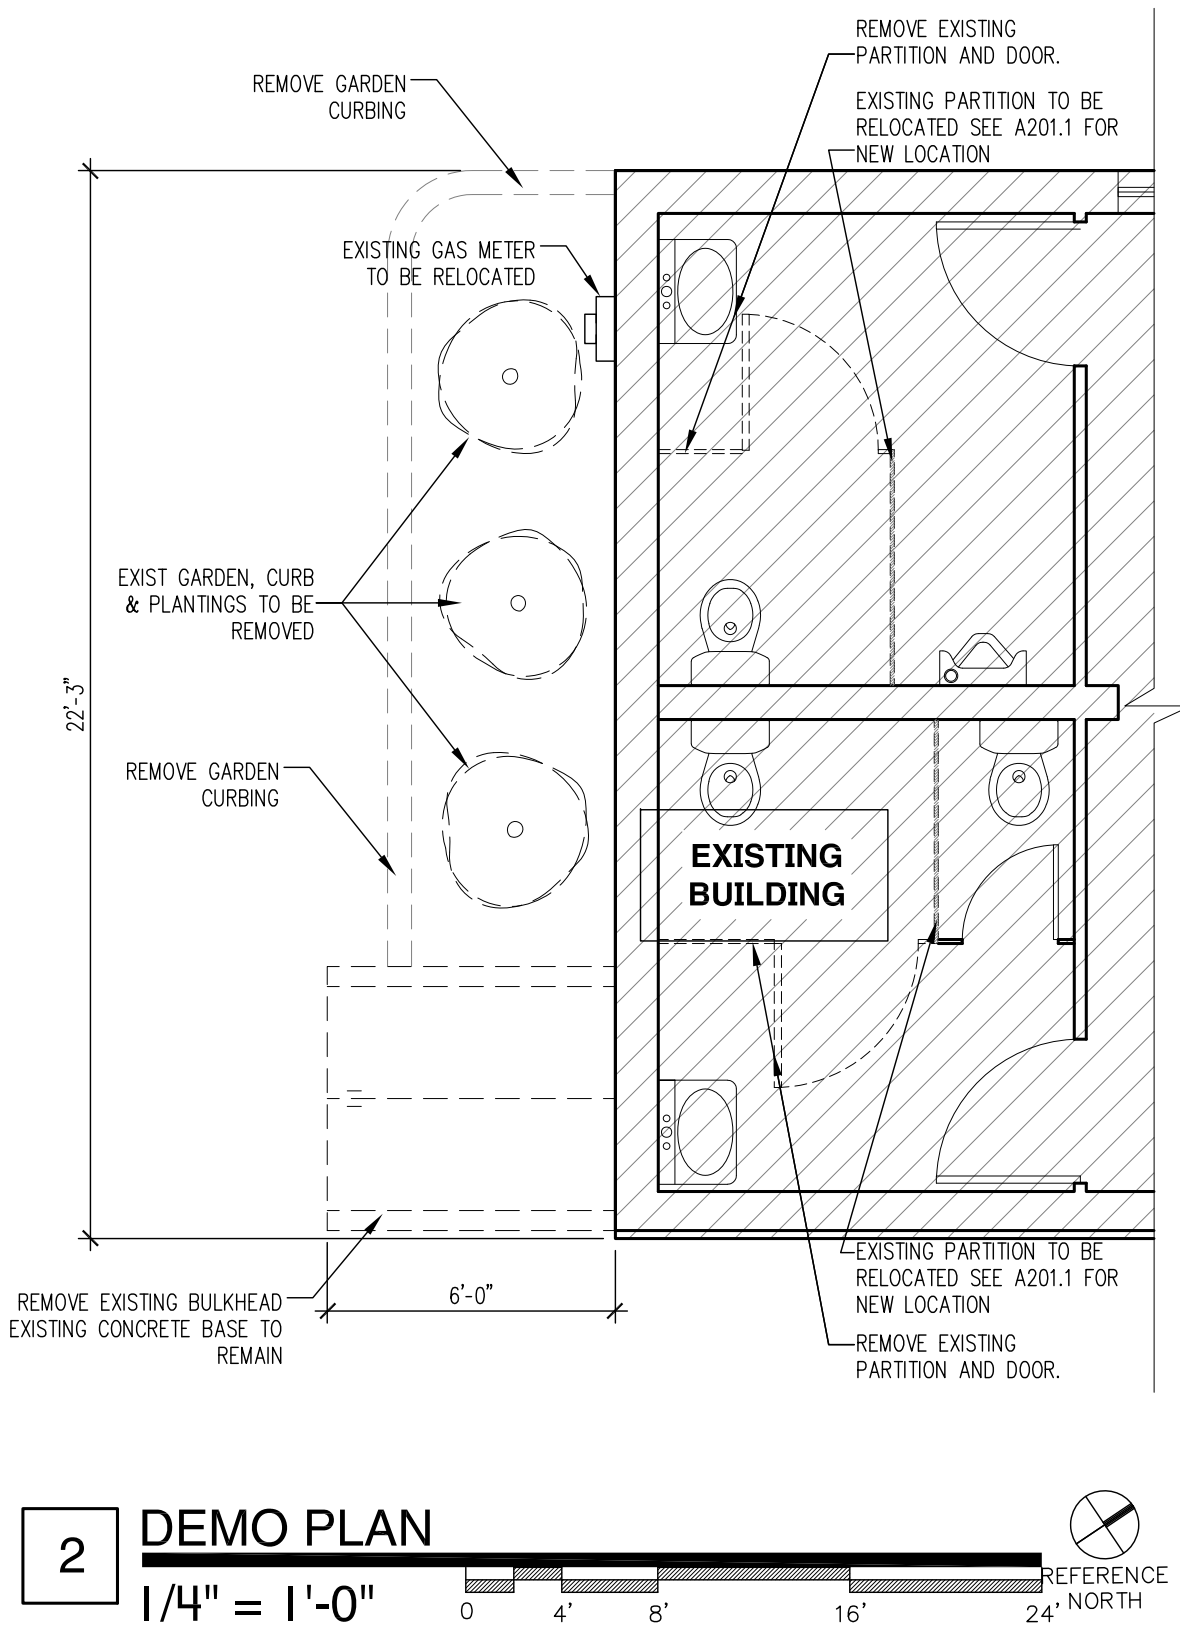 REMOVE EXISTING
PARTITION AND DOOR.
REMOVE GARDEN
CURBING
EXISTING PARTITION TO BE
RELOCATED SEE A201.1 FOR
NEW LOCATION
EXISTING GAS METER
TO BE RELOCATED
EXIST GARDEN, CURB
& PLANTINGS TO BE
REMOVED
22'-3"
REMOVE GARDEN
CURBING
EXISTING
BUILDING
EXISTING PARTITION TO BE
RELOCATED SEE A201.1 FOR
NEW LOCATION
6'-0"
REMOVE EXISTING BULKHEAD
EXISTING CONCRETE BASE TO
REMAIN
REMOVE EXISTING
PARTITION AND DOOR.
2
DEMO PLAN
1/4" = 1'-0"
0 4' 8' 16' 24'
REFERENCE
NORTH